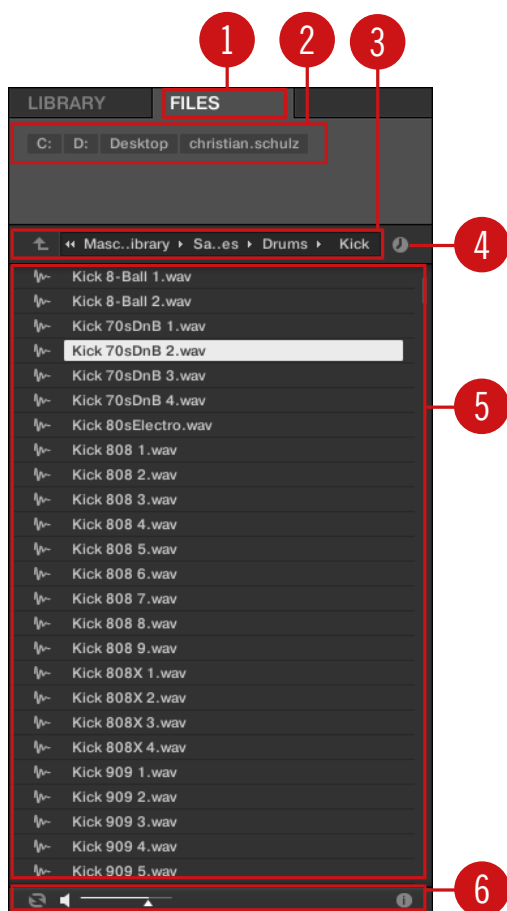 1 2 3
LIBRARY FILES
C: D: Desktop christian.schulz
Masc..ibrary Sa..es Drums Kick
4
Kick 8-Ball 1.wav
Kick 8-Ball 2.wav
Kick 70sDnB 1.wav
Kick 70sDnB 2.wav
Kick 70sDnB 3.wav
5
Kick 70sDnB 4.wav
Kick 80sElectro.wav
Kick 808 1.wav
Kick 808 2.wav
Kick 808 3.wav
Kick 808 4.wav
Kick 808 5.wav
Kick 808 6.wav
Kick 808 7.wav
Kick 808 8.wav
Kick 808 9.wav
Kick 808X 1.wav
Kick 808X 2.wav
Kick 808X 3.wav
Kick 808X 4.wav
Kick 909 1.wav
Kick 909 2.wav
Kick 909 3.wav
Kick 909 4.wav
Kick 909 5.wav
6